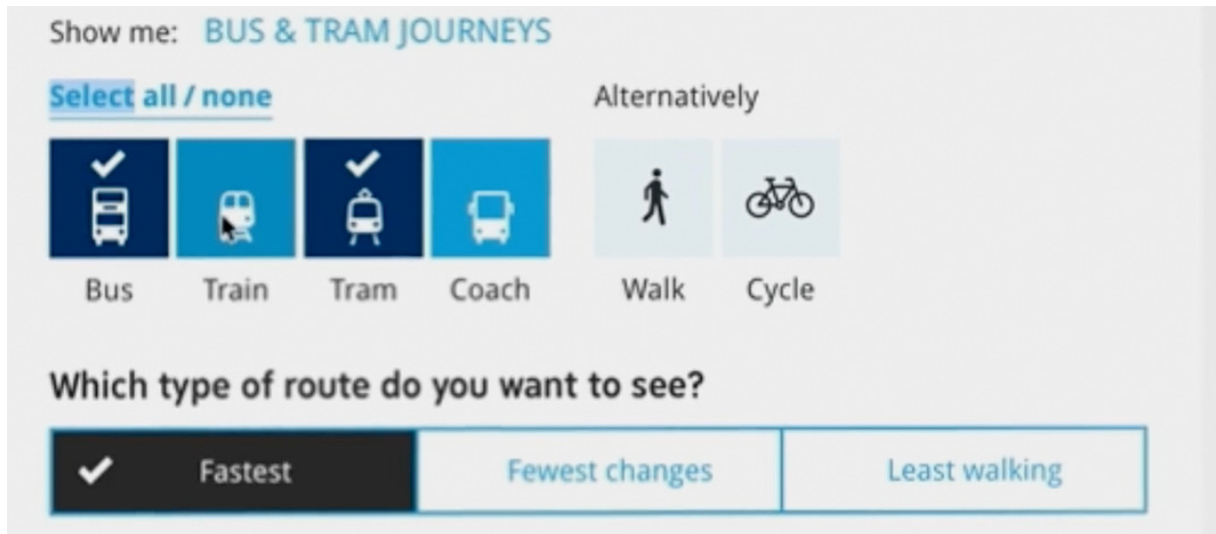 Show me: BUS & TRAM JOURNEYS
Select all / none
Alternatively
Bus Train Tram Coach Walk Cycle
Which type of route do you want to see?
Fastest Fewest changes Least walking